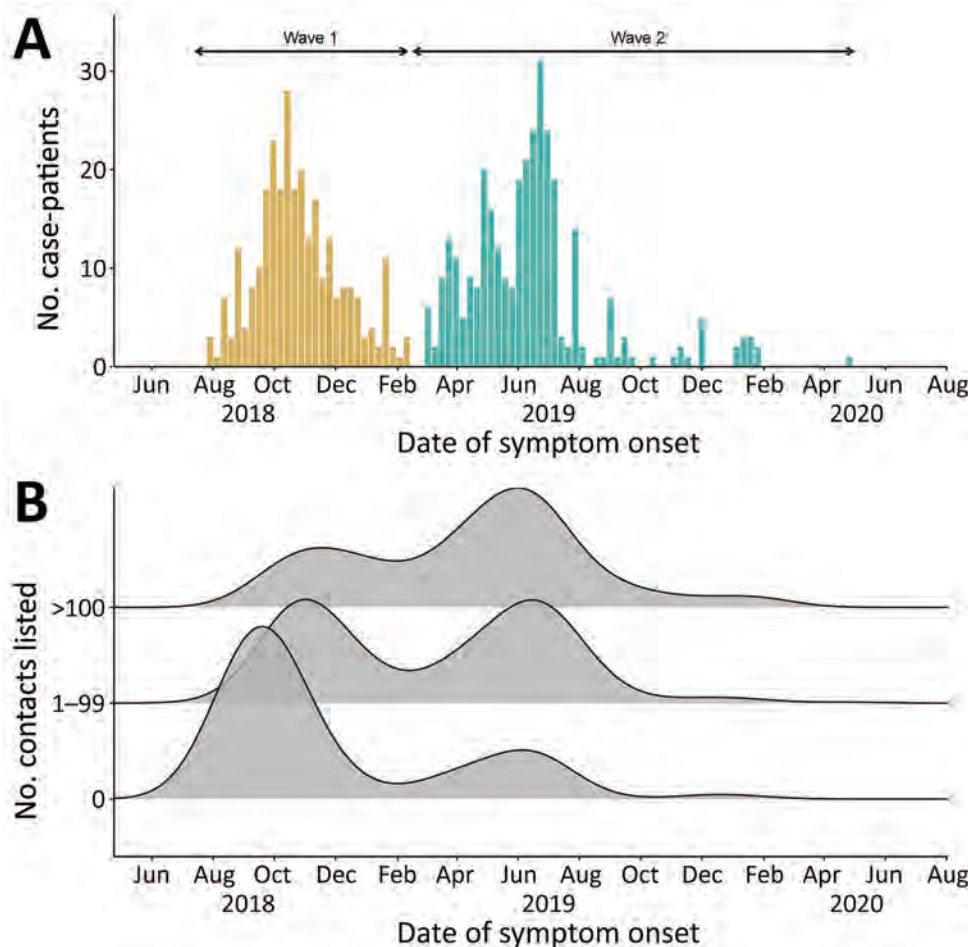 A
Wave 1 Wave 2
No. case-patients
30
20
10
0
Jun Aug Oct Dec Feb Apr Jun Aug Oct Dec Feb Apr Jun Aug
2018 2019 2020
Date of symptom onset
B
No. contacts listed
>100
1–99
0
Jun Aug Oct Dec Feb Apr Jun Aug Oct Dec Feb Apr Jun Aug
2018 2019 2020
Date of symptom onset